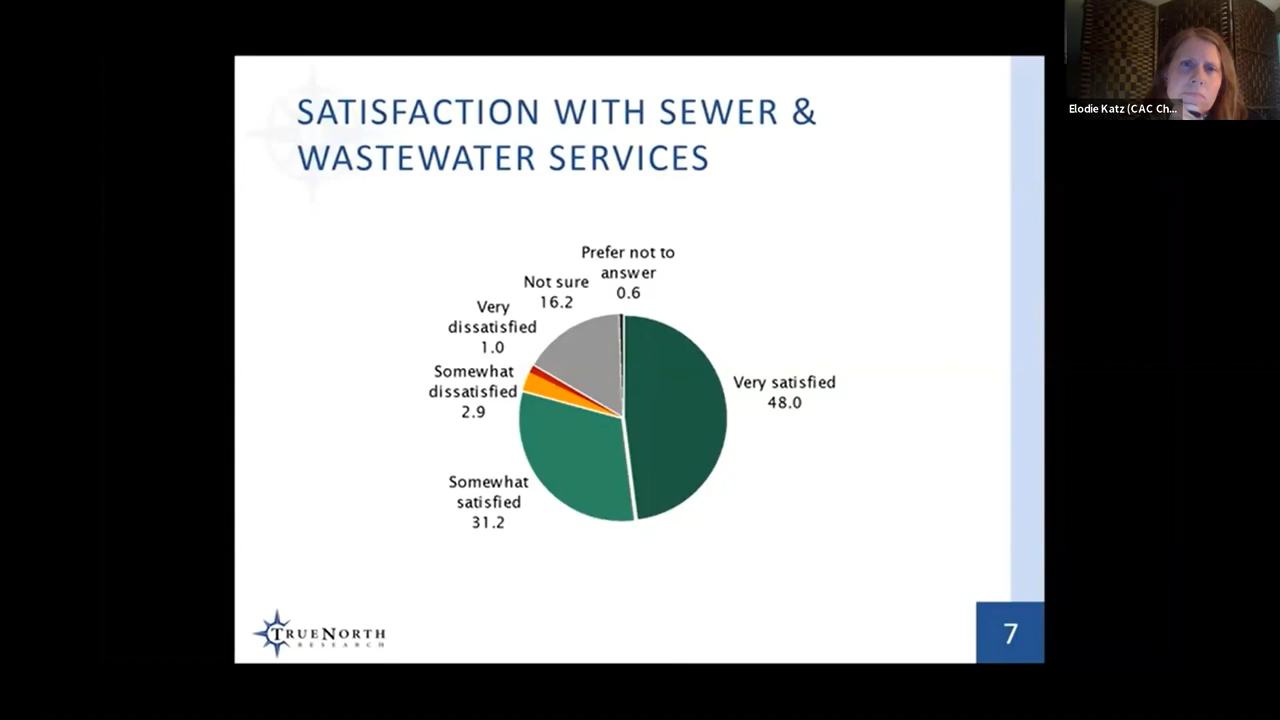 SATISFACTION WITH SEWER &
WASTEWATER SERVICES
Elodie Katz (CAC Ch...
Prefer not to
answer
0.6
Not sure
16.2
Very
dissatisfied
1.0
Somewhat
dissatisfied
2.9
Very satisfied
48.0
Somewhat
satisfied
31.2
TRUENORTH
RESEARCH
7